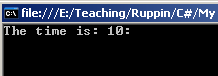 file:///E:/Teaching/Ruppin/C#/My
The time is: 10: